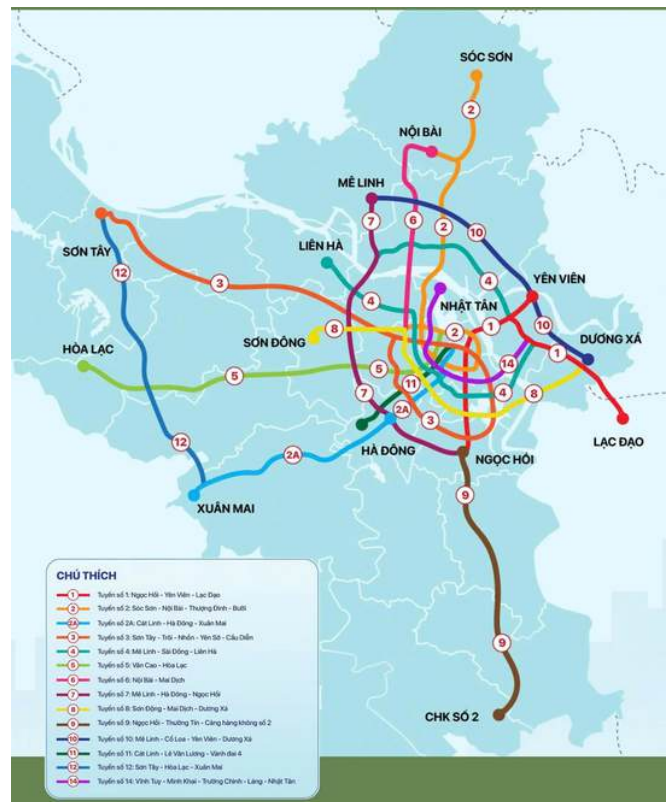 SÓC SƠN
2
NỘI BÀI
MÊ LINH
7
6
2
10
LIÊN HÀ
SƠN TÂY
12
3
4
4
YÊN VIÊN
NHẬT TÂN
8
2
1
10
SƠN ĐÔNG
DƯƠNG XÁ
HÒA LẠC
5
5
14
1
11
7
2A
3
4
8
LẠC ĐẠO
12
2A
HÀ ĐÔNG
NGỌC HỒI
9
XUÂN MAI
9
CHK SỐ 2
CHÚ THÍCH
1 Tuyến số 1: Ngọc Hồi - Yên Viên - Lạc Đạo
2 Tuyến số 2: Sóc Sơn - Nội Bài - Thượng Đình - Bưởi
2A Tuyến số 2A: Cát Linh - Hà Đông - Xuân Mai
3 Tuyến số 3: Sơn Tây - Trôi - Nhổn - Yên Sở - Cầu Diễn
4 Tuyến số 4: Mê Linh - Sài Đồng - Liên Hà
5 Tuyến số 5: Văn Cao - Hòa Lạc
6 Tuyến số 6: Nội Bài - Mai Dịch
7 Tuyến số 7: Mê Linh - Hà Đông - Ngọc Hồi
8 Tuyến số 8: Sơn Đồng - Mai Dịch - Dương Xá
9 Tuyến số 9: Ngọc Hồi - Thường Tín - Cảng hàng không số 2
10 Tuyến số 10: Mê Linh - Cổ Loa - Yên Viên - Dương Xá
11 Tuyến số 11: Cát Linh - Lê Văn Lương - Vành đai 4
12 Tuyến số 12: Sơn Tây - Hòa Lạc - Xuân Mai
14 Tuyến số 14: Vĩnh Tuy - Minh Khai - Trường Chinh - Láng - Nhật Tân